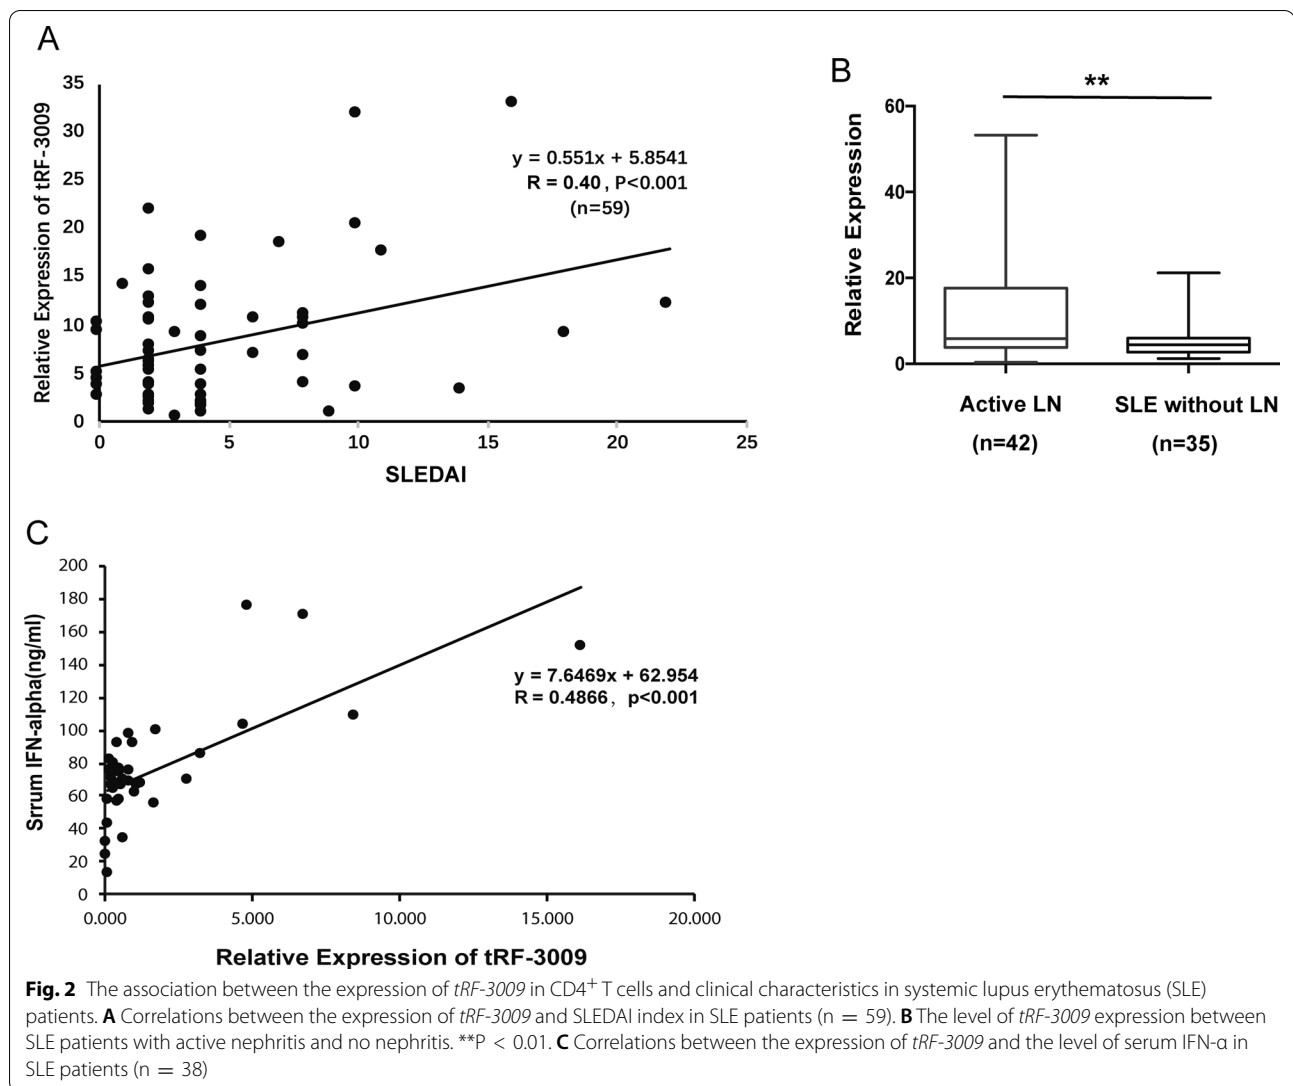 A
35
30
25
20
15
10
5
0
Relative Expression of tRF-3009
y = 0.551x + 5.8541
R = 0.40 , P<0.001
(n=59)
0 5 10 15 20 25
SLEDAI
B
**
60
40
20
0
Relative Expression
Active LN SLE without LN
(n=42) (n=35)
C
200
180
160
140
120
100
80
60
40
20
0
Srrum IFN-alpha(ng/ml)
y = 7.6469x + 62.954
R = 0.4866, p<0.001
0.000 5.000 10.000 15.000 20.000
Relative Expression of tRF-3009
Fig. 2 The association between the expression of tRF-3009 in CD4+ T cells and clinical characteristics in systemic lupus erythematosus (SLE)
patients. A Correlations between the expression of tRF-3009 and SLEDAI index in SLE patients (n = 59). B The level of tRF-3009 expression between
SLE patients with active nephritis and no nephritis. **P < 0.01. C Correlations between the expression of tRF-3009 and the level of serum IFN-α in
SLE patients (n = 38)